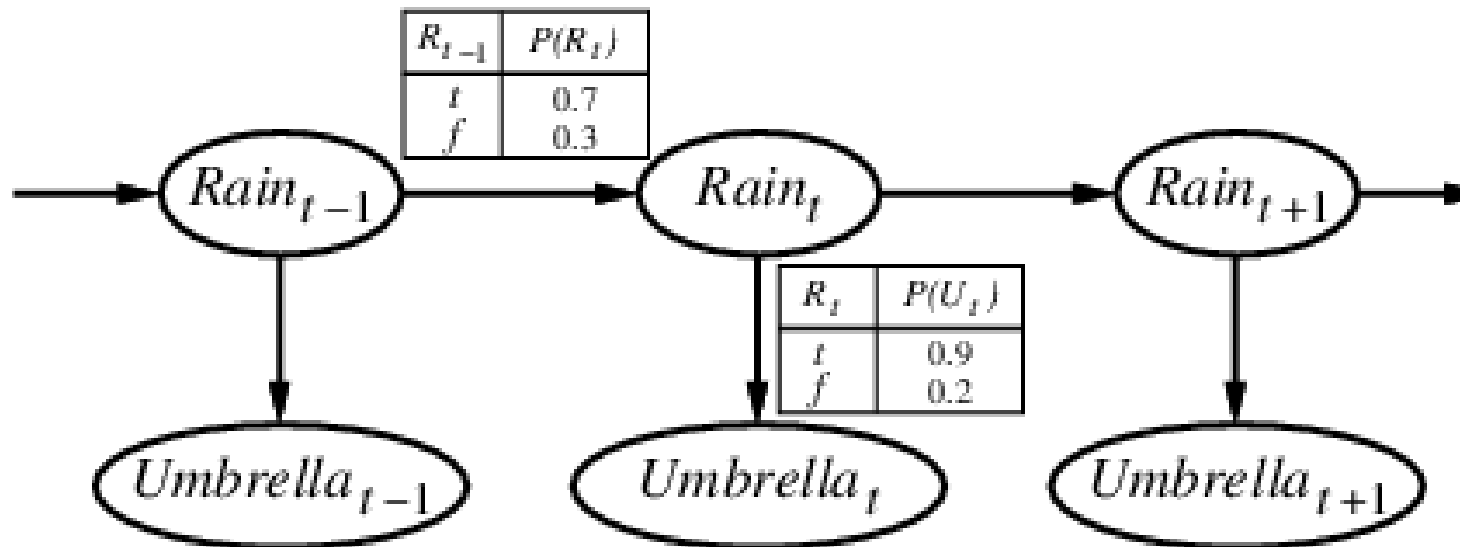 R_{t-1} P(R_t)
t 0.7
f 0.3
Rain_{t-1} Rain_t Rain_{t+1}
R_t P(U_t)
t 0.9
f 0.2
Umbrella_{t-1} Umbrella_t Umbrella_{t+1}